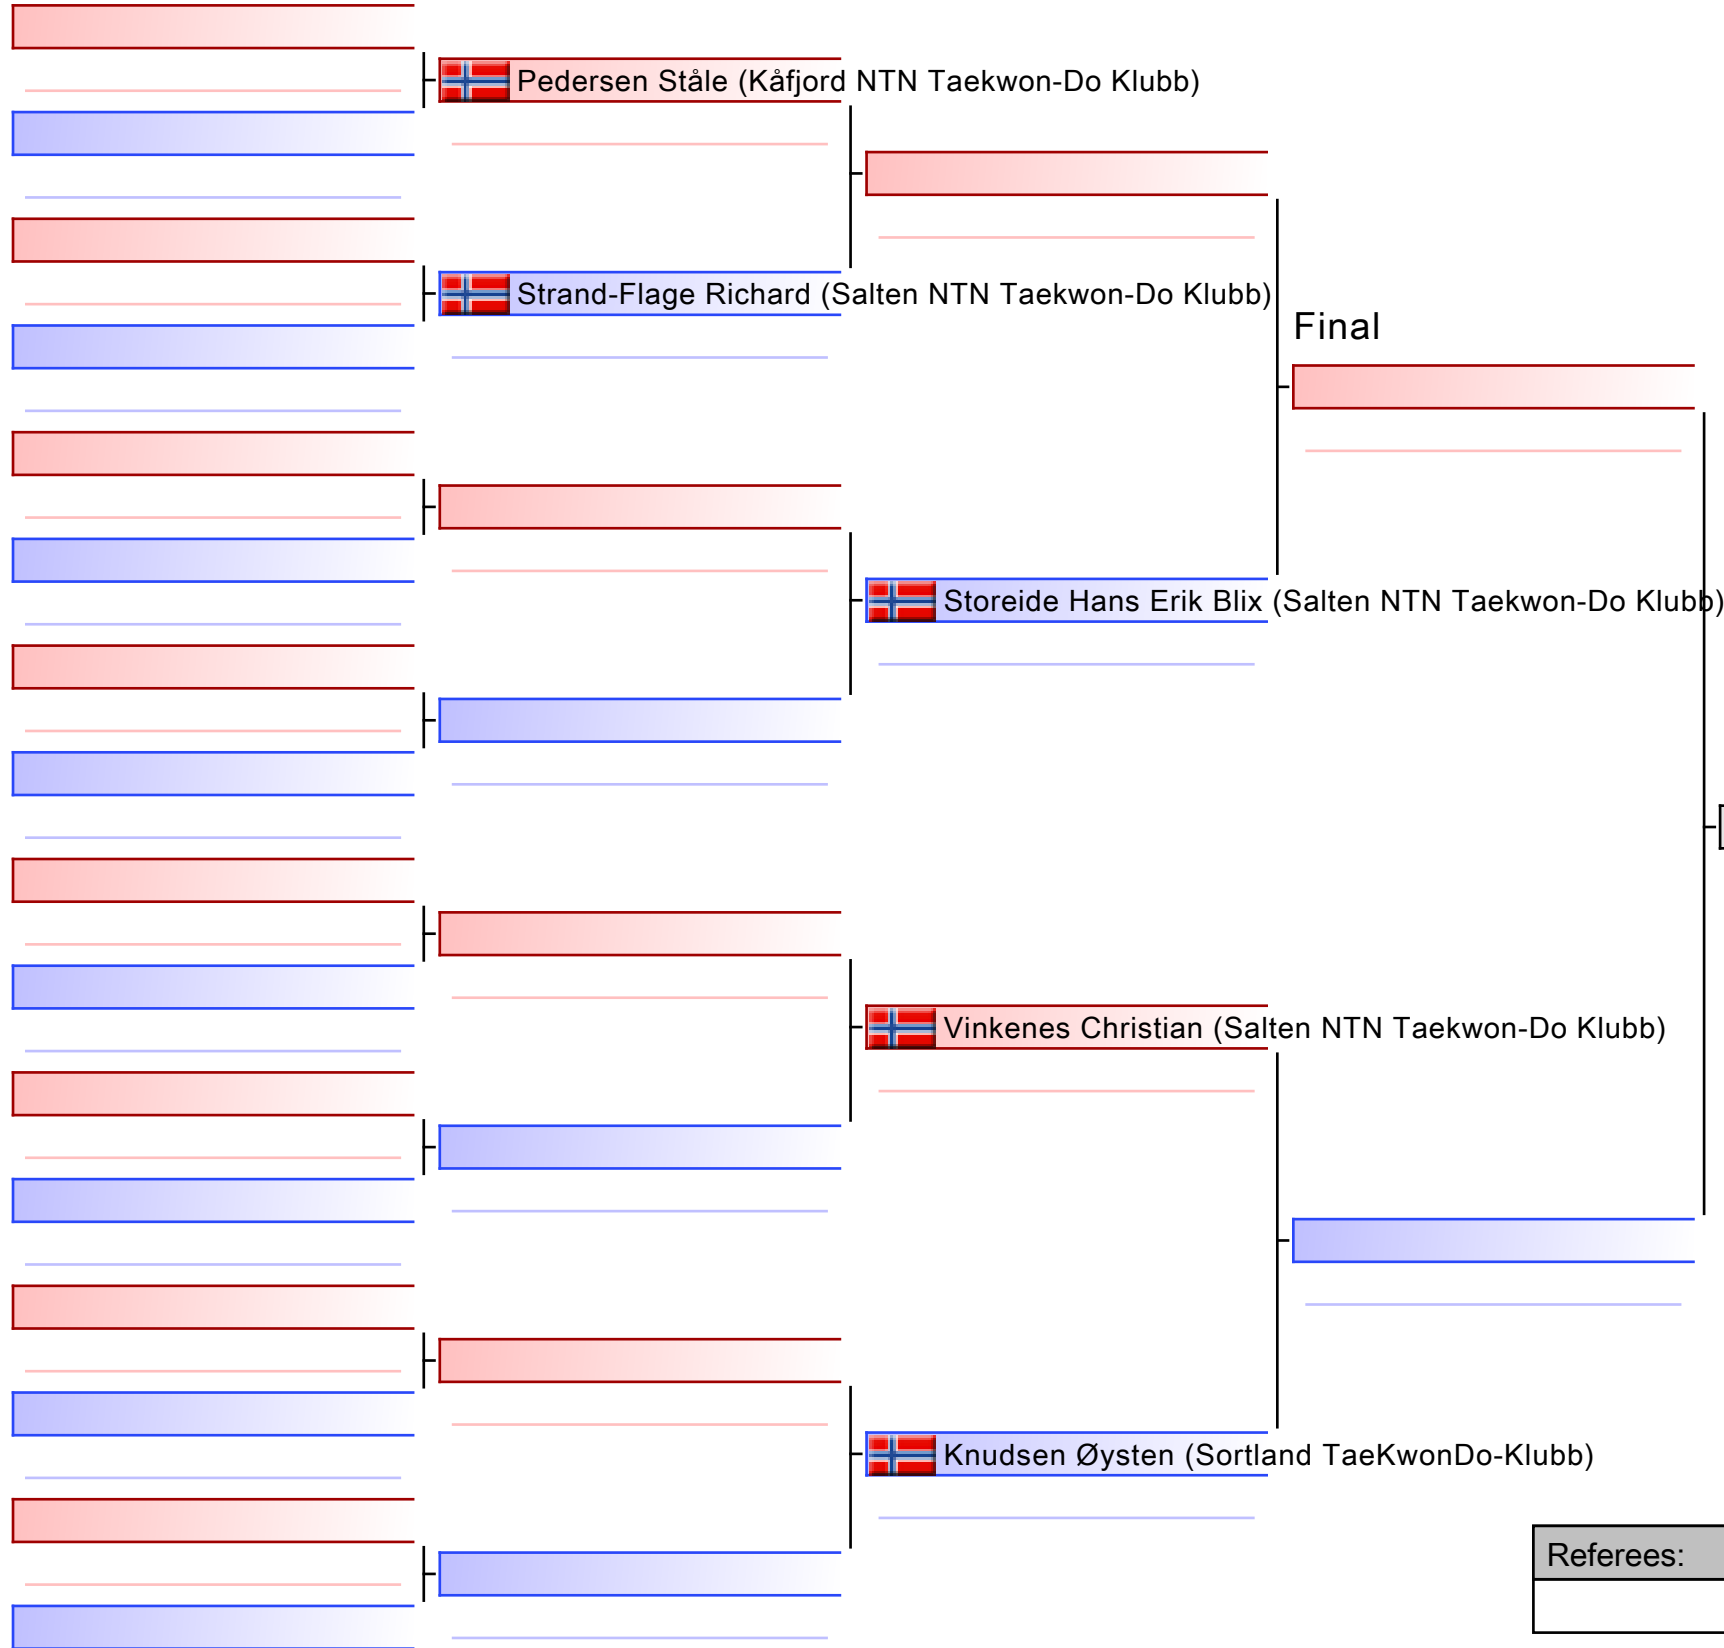 Pedersen Ståle (Kåfjord NTN Taekwon-Do Klubb)
Strand-Flage Richard (Salten NTN Taekwon-Do Klubb)
Final
Storeide Hans Erik Blix (Salten NTN Taekwon-Do Klubb)
Vinkenes Christian (Salten NTN Taekwon-Do Klubb)
Knudsen Øysten (Sortland TaeKwonDo-Klubb)
Referees: